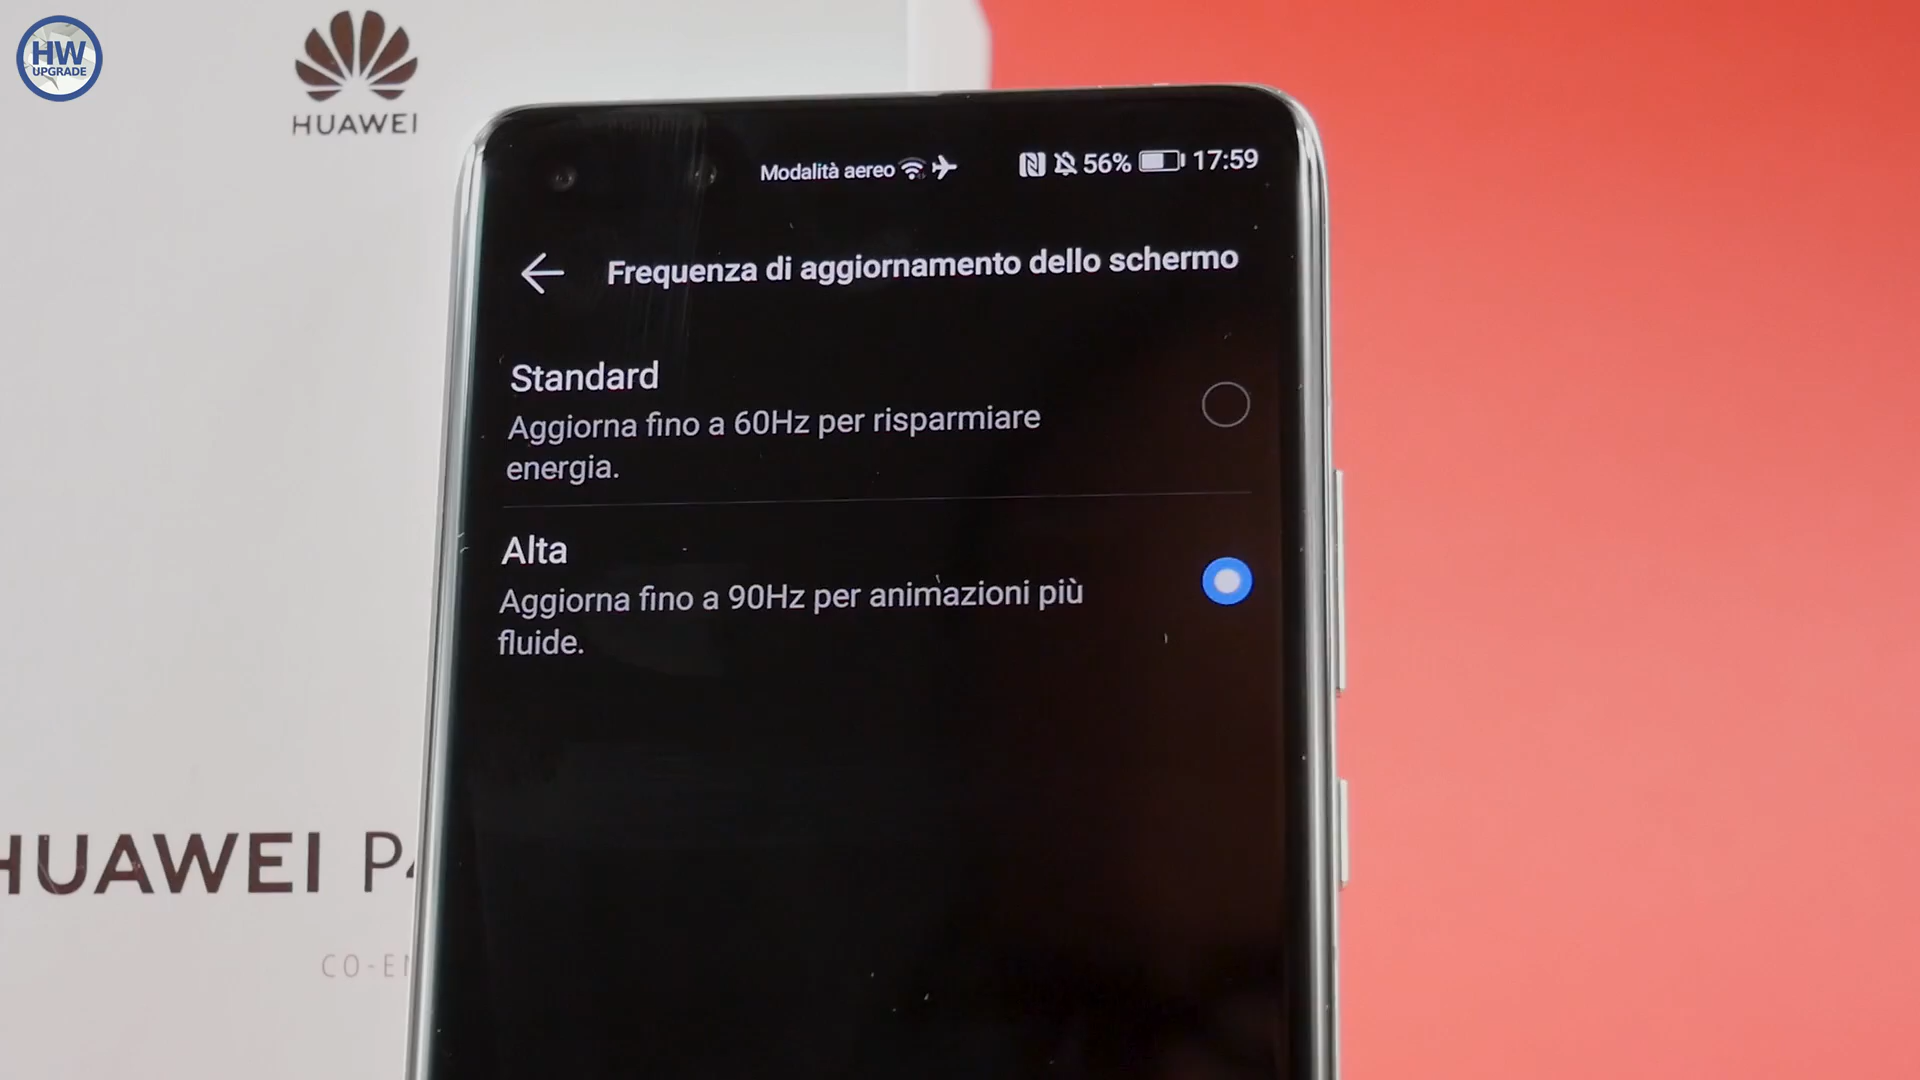 HW
UPGRADE
HUAWEI
Modalità aereo
56%
17:59
Frequenza di aggiornamento dello schermo
Standard
Aggiorna fino a 60Hz per risparmiare
energia.
Alta
Aggiorna fino a 90Hz per animazioni più
fluide.
HUAWEI